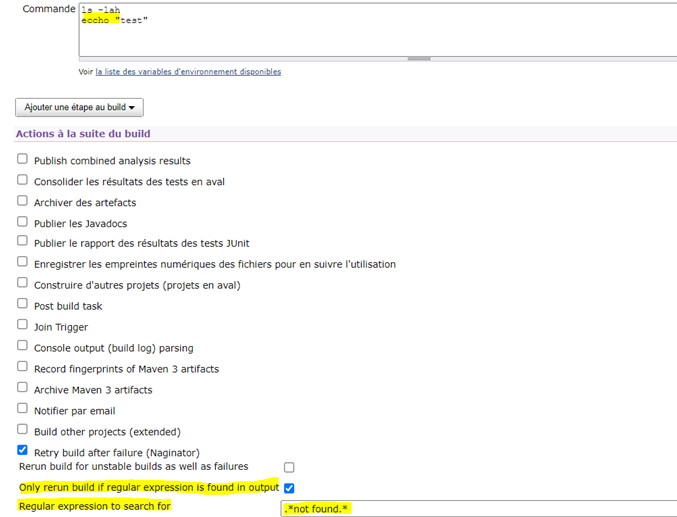 Commande
ls -lah
eccho "test"
Voir la liste des variables d'environnement disponibles
Ajouter une étape au build
Actions à la suite du build
Publish combined analysis results
Consolider les résultats des tests en aval
Archiver des artefacts
Publier les Javadocs
Publier le rapport des résultats des tests JUnit
Enregistrer les empreintes numériques des fichiers pour en suivre l'utilisation
Construire d'autres projets (projets en aval)
Post build task
Join Trigger
Console output (build log) parsing
Record fingerprints of Maven 3 artifacts
Archive Maven 3 artifacts
Notifier par email
Build other projects (extended)
Retry build after failure (Naginator)
Rerun build for unstable builds as well as failures
Only rerun build if regular expression is found in output
Regular expression to search for .*not found.*